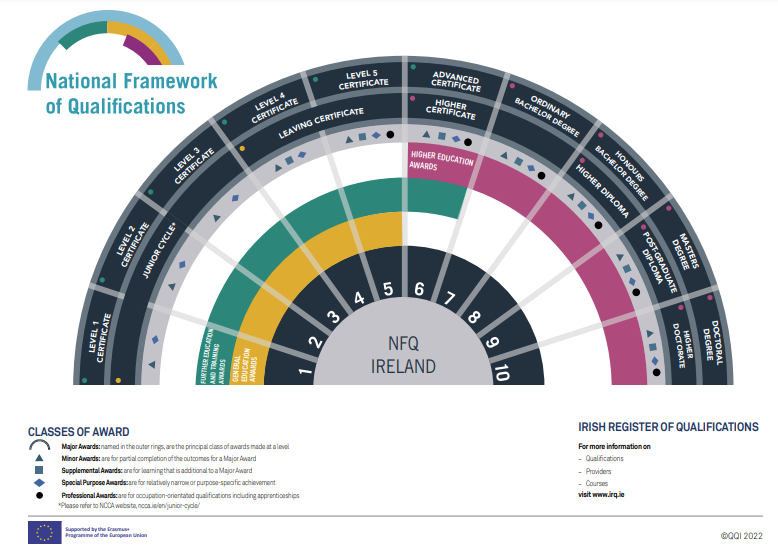 National Framework
of Qualifications
LEVEL 1
CERTIFICATE
LEVEL 2
CERTIFICATE
LEVEL 3
CERTIFICATE
LEVEL 4
CERTIFICATE
LEVEL 5
CERTIFICATE
ADVANCED
CERTIFICATE
ORDINARY
BACHELOR DEGREE
HONOURS
BACHELOR DEGREE
MASTERS
DEGREE
DOCTORAL
DEGREE
JUNIOR CYCLE*
LEAVING CERTIFICATE
HIGHER
CERTIFICATE
HIGHER DIPLOMA
POST-GRADUATE
DIPLOMA
HIGHER
DOCTORATE
HIGHER EDUCATION
AWARDS
FURTHER EDUCATION
AND TRAINING
AWARDS
GENERAL
EDUCATION
AWARDS
1
2
3
4
5
6
7
8
9
10
NFQ
IRELAND
CLASSES OF AWARD
Major Awards: named in the outer rings, are the principal class of awards made at a level
Minor Awards: are for partial completion of the outcomes for a Major Award
Supplemental Awards: are for learning that is additional to a Major Award
Special Purpose Awards: are for relatively narrow or purpose-specific achievement
Professional Awards: are for occupation-orientated qualifications including apprenticeships
*Please refer to NCCA website, ncca.ie/en/junior-cycle/
IRISH REGISTER OF QUALIFICATIONS
For more information on
- Qualifications
- Providers
- Courses
visit www.irq.ie
Supported by the Erasmus+
Programme of the European Union
©QQI 2022